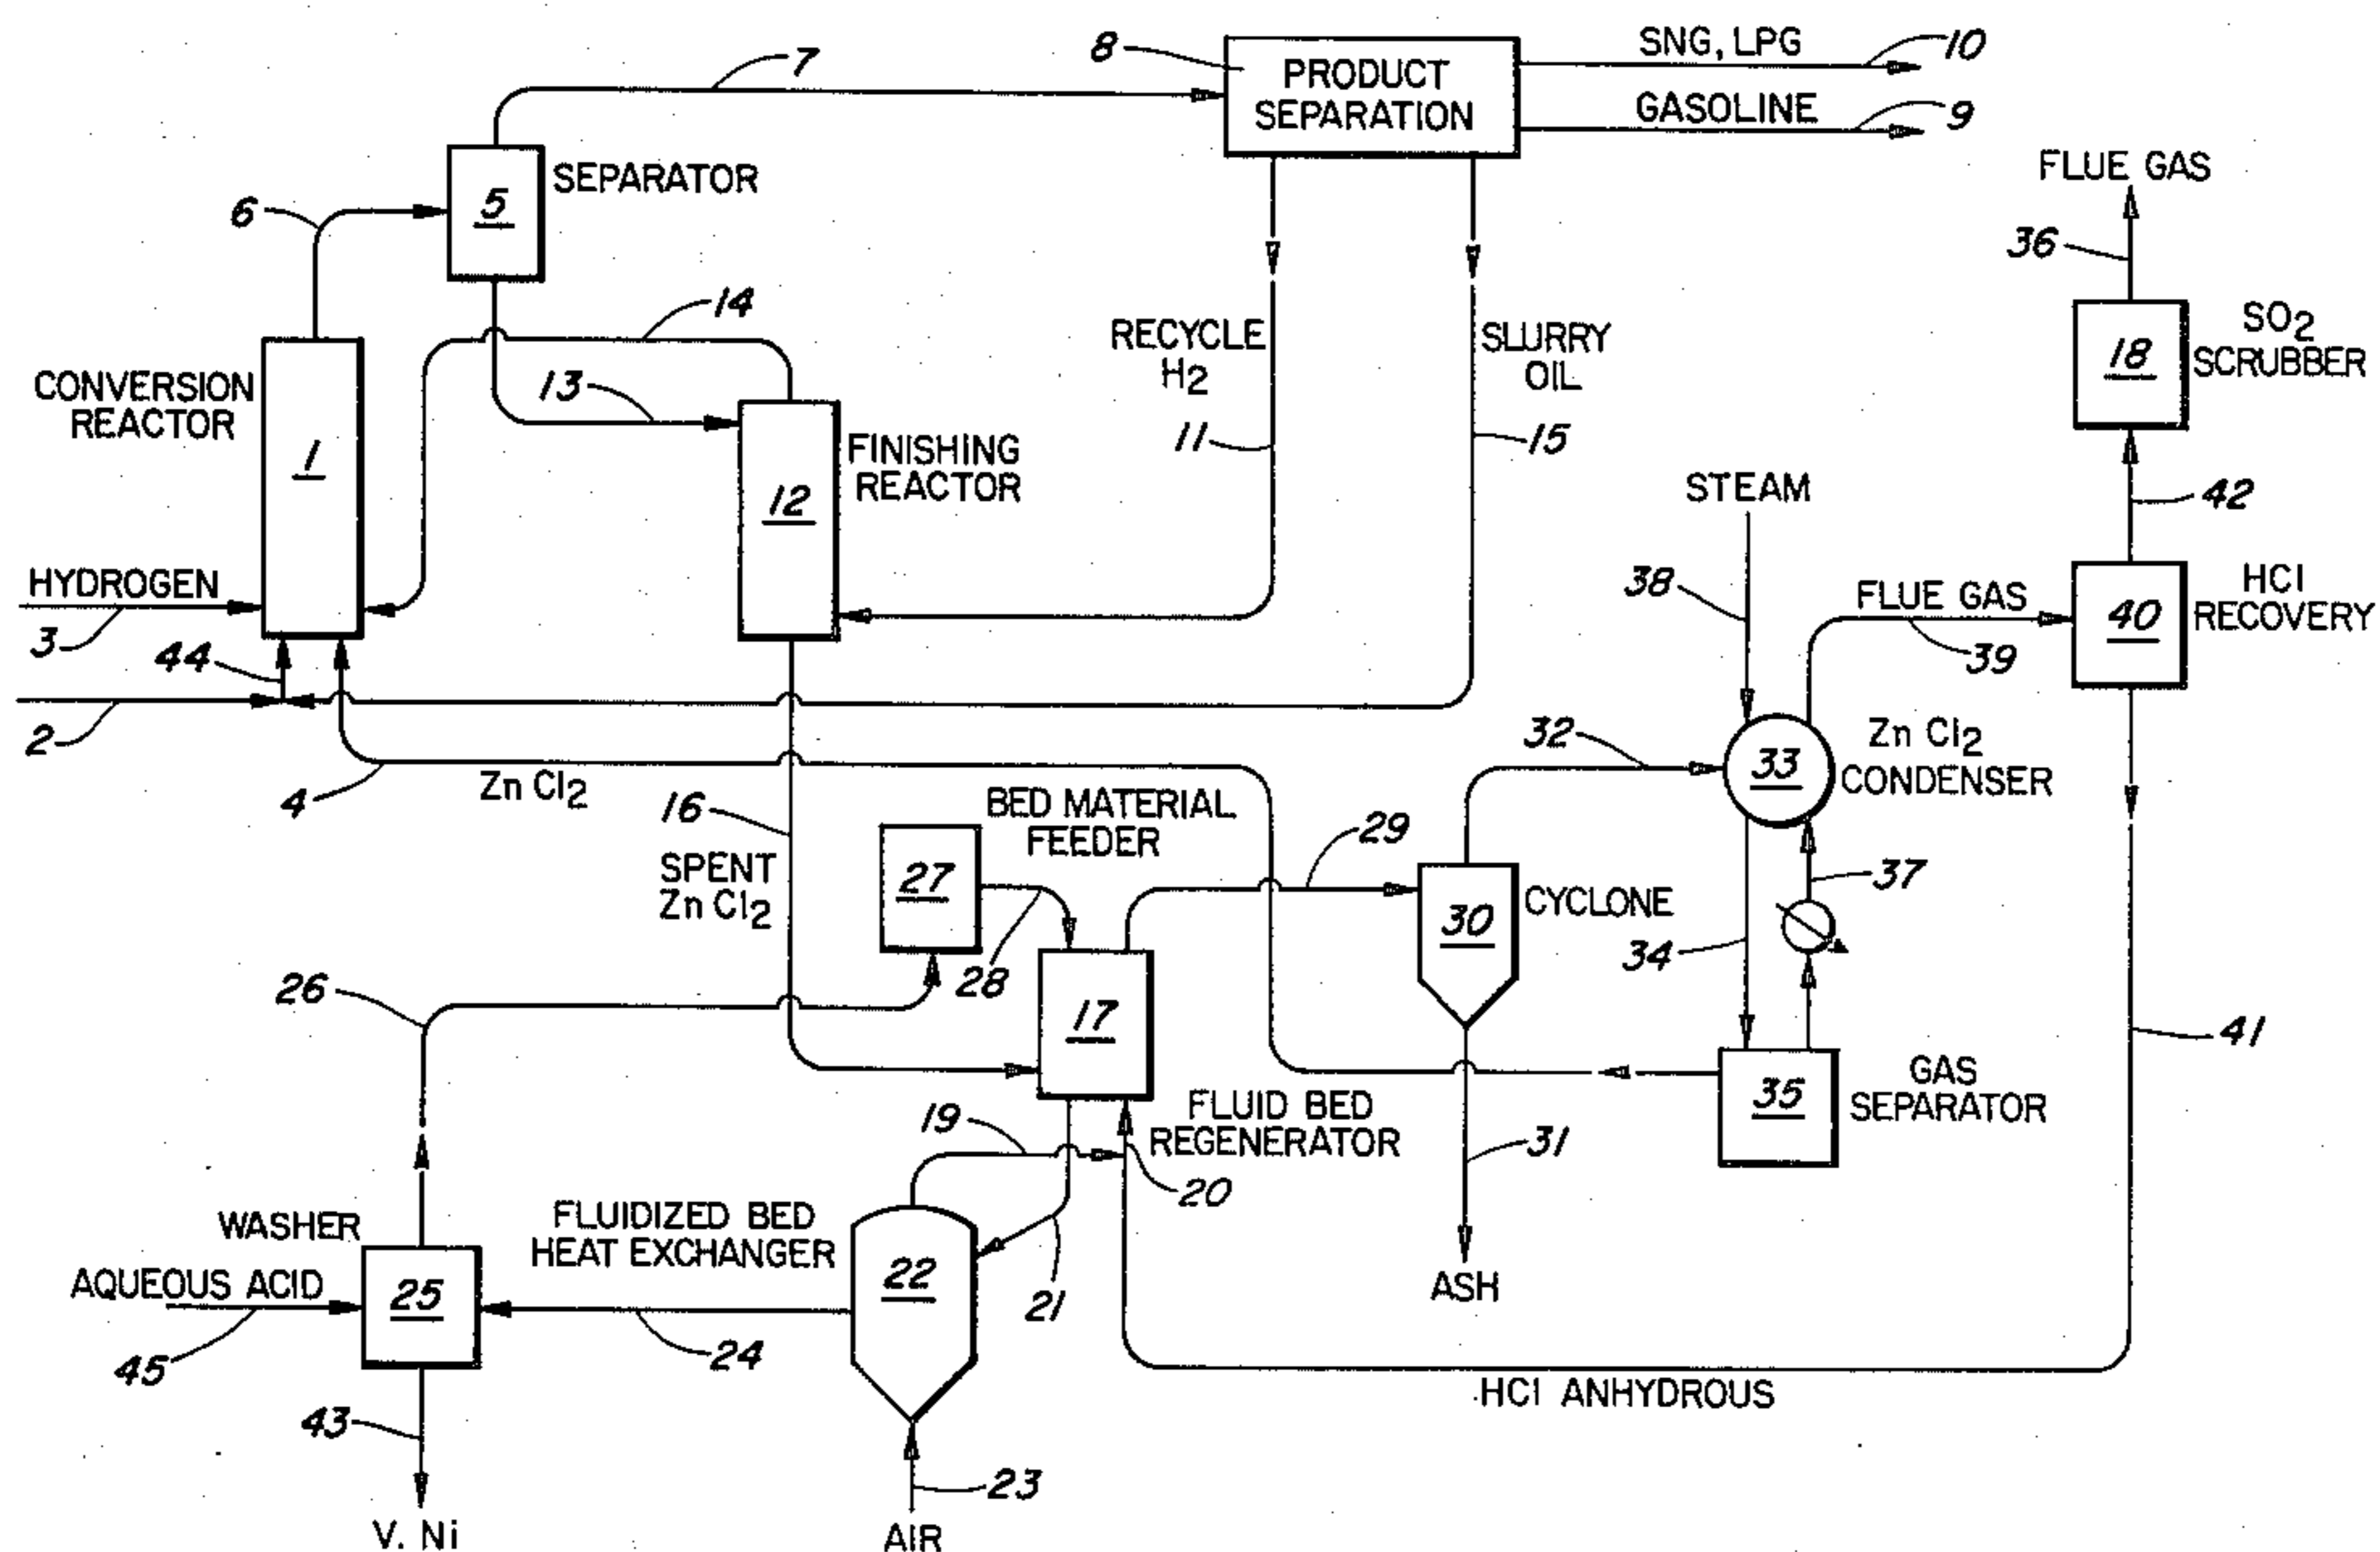 SNG, LPG
10
7
8
PRODUCT
SEPARATION
GASOLINE
9
FLUE GAS
SEPARATOR
5
6
36
14
RECYCLE
H2
SLURRY
OIL
SO2
SCRUBBER
18
CONVERSION
REACTOR
13
1
11
15
FINISHING
REACTOR
12
STEAM
42
HYDROGEN
3
38
FLUE GAS
39
40
HCl
RECOVERY
44
2
32
33
Zn Cl2
CONDENSER
4
Zn Cl2
16
BED MATERIAL
FEEDER
29
SPENT
Zn Cl2
27
37
30
CYCLONE
34
26
28
17
41
35
GAS
SEPARATOR
19
FLUID BED
REGENERATOR
31
20
WASHER
FLUIDIZED BED
HEAT EXCHANGER
22
AQUEOUS ACID
25
ASH
21
45
24
HCl ANHYDROUS
43
23
V. Ni
AIR